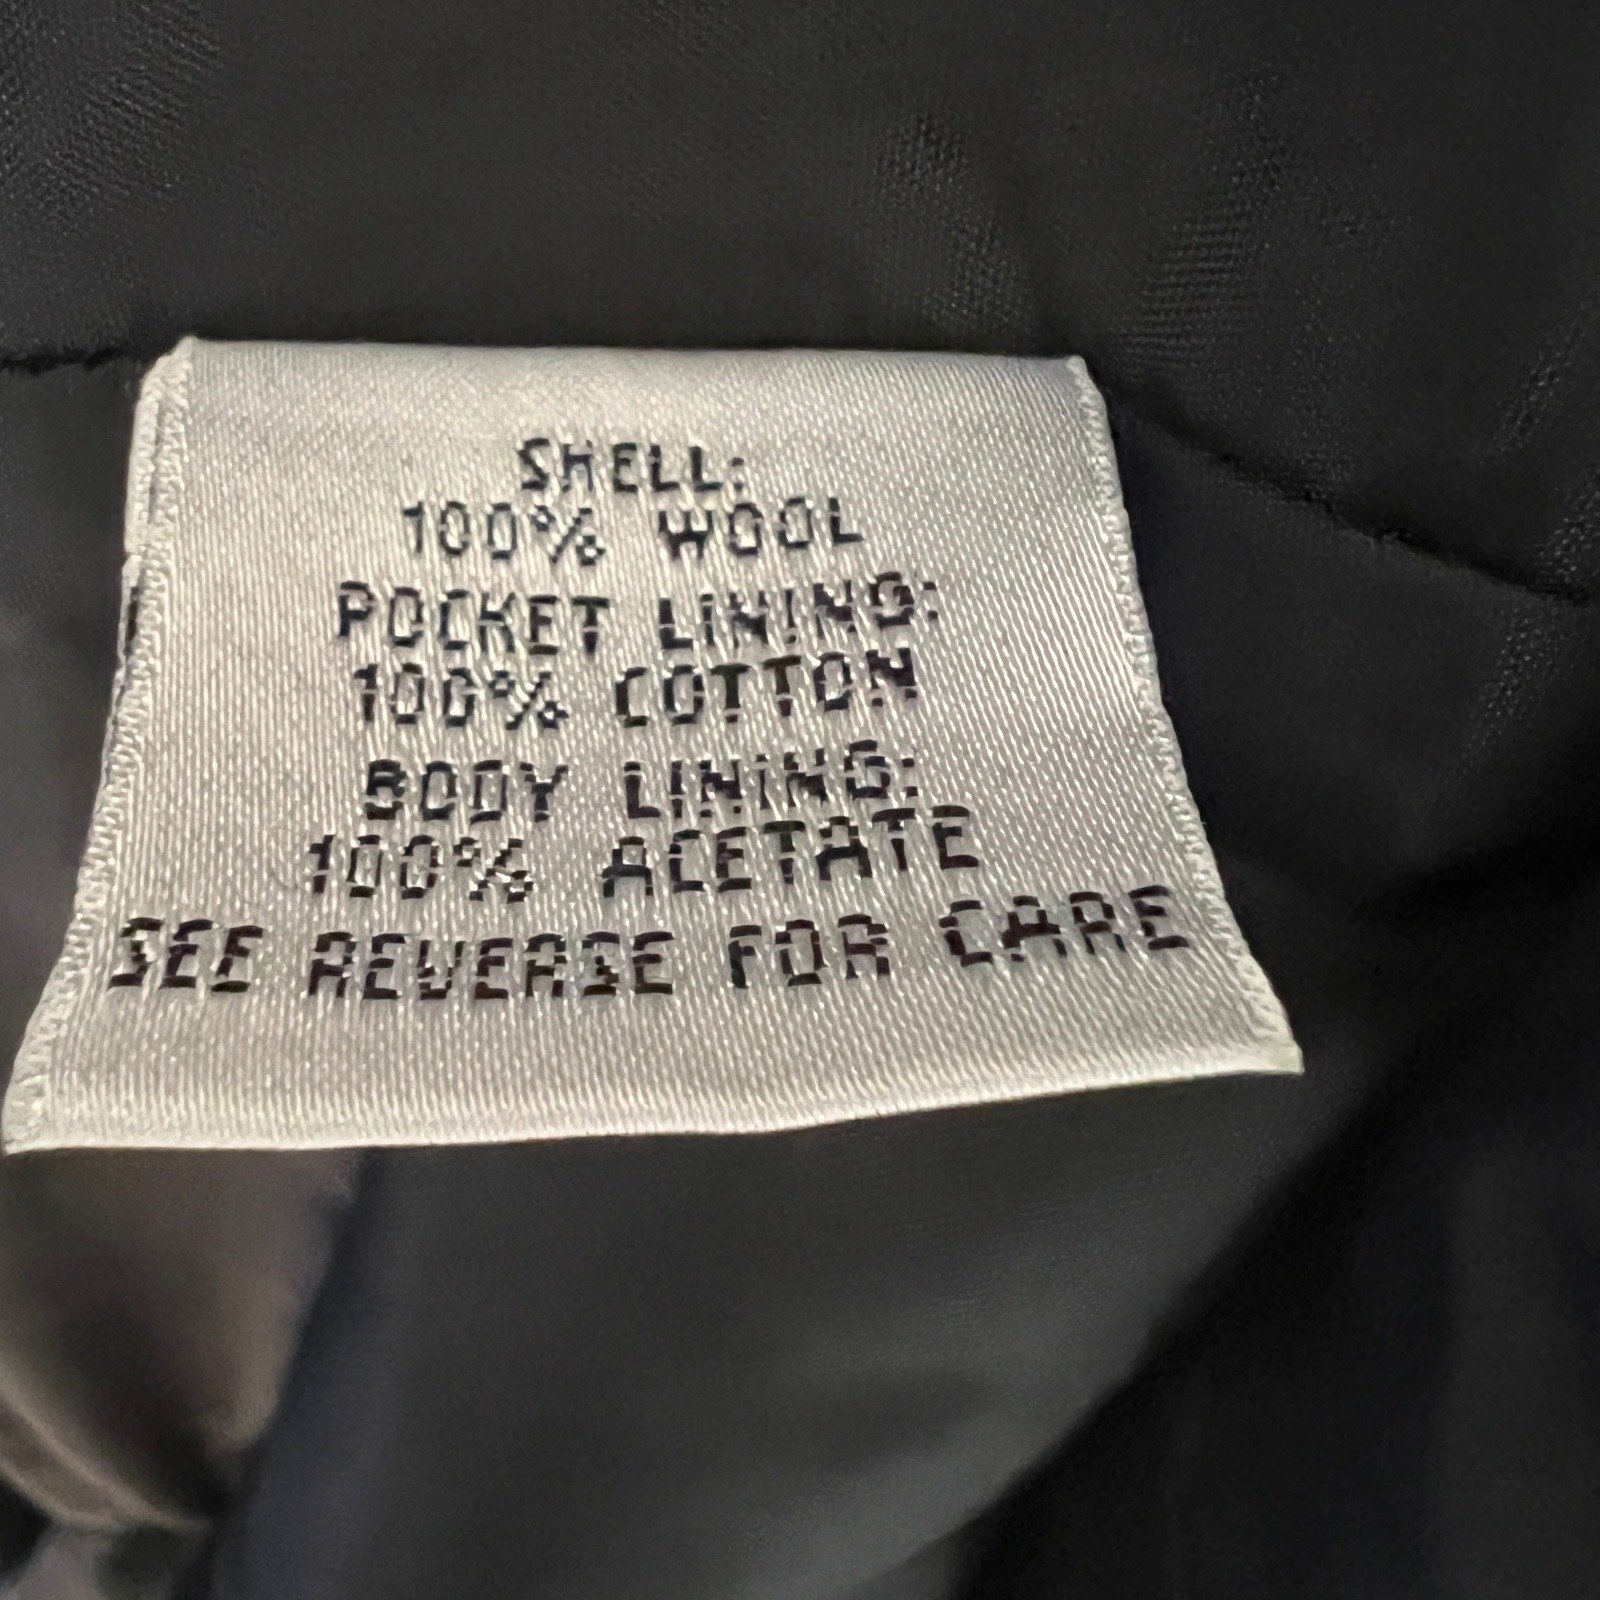 SHELL:
100% WOOL
POCKET LINING:
100% COTTON
BODY LINING:
100% ACETATE
SEE REVERSE FOR CARE